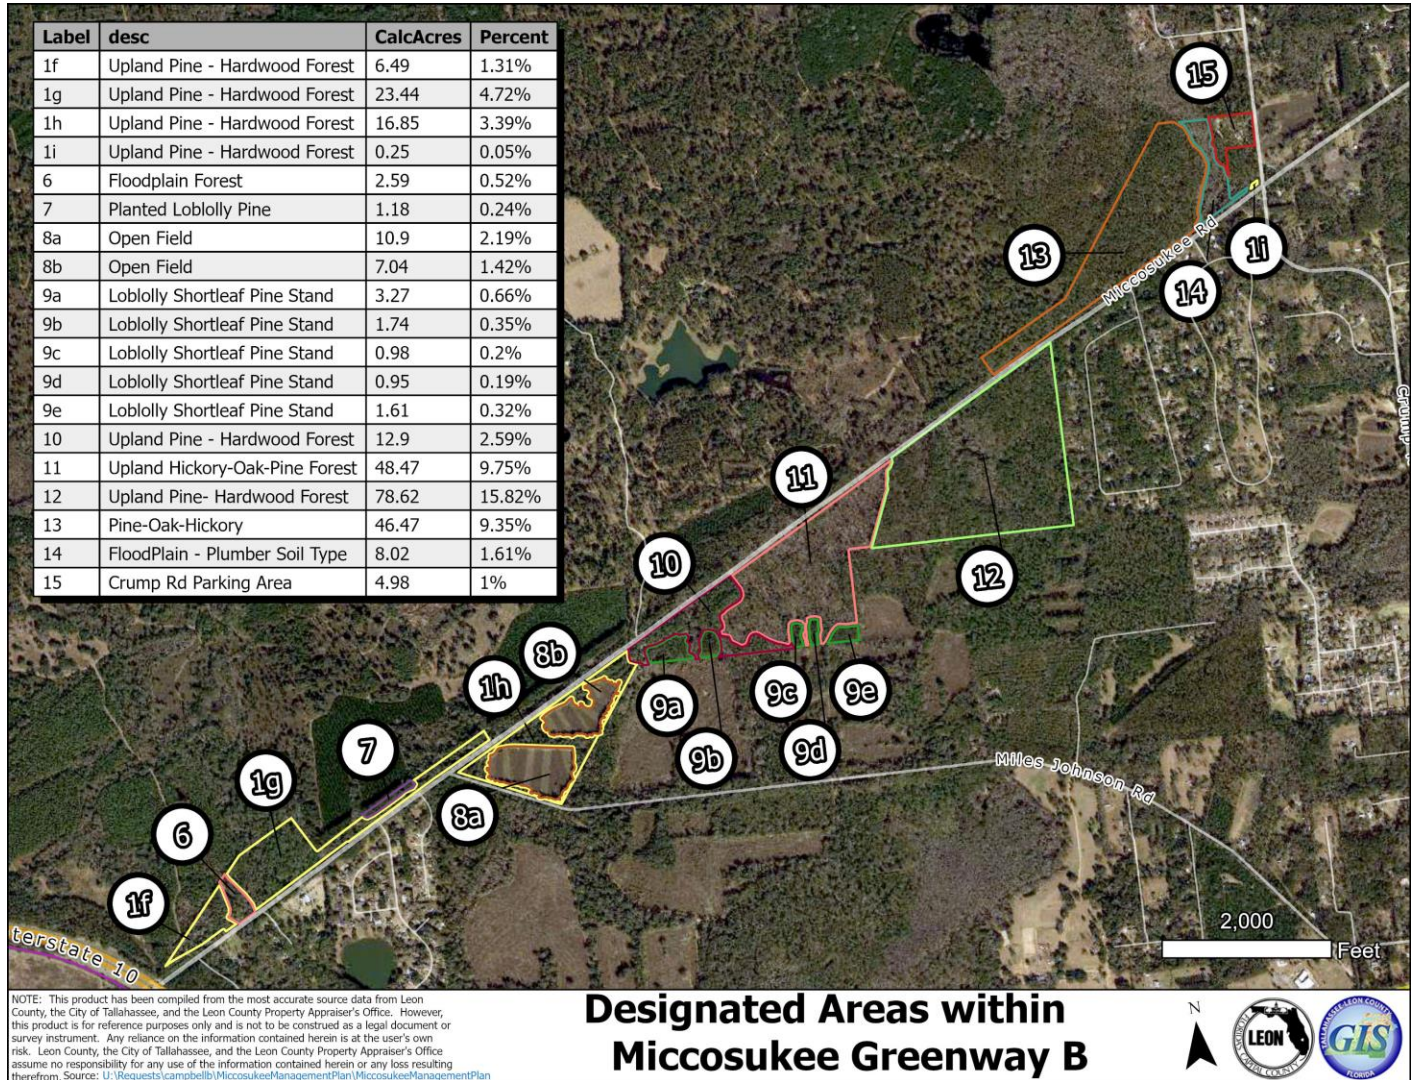 Label desc CalcAcres Percent
1f Upland Pine - Hardwood Forest 6.49 1.31%
1g Upland Pine - Hardwood Forest 23.44 4.72%
1h Upland Pine - Hardwood Forest 16.85 3.39%
1i Upland Pine - Hardwood Forest 0.25 0.05%
6 Floodplain Forest 2.59 0.52%
7 Planted Loblolly Pine 1.18 0.24%
8a Open Field 10.9 2.19%
8b Open Field 7.04 1.42%
9a Loblolly Shortleaf Pine Stand 3.27 0.66%
9b Loblolly Shortleaf Pine Stand 1.74 0.35%
9c Loblolly Shortleaf Pine Stand 0.98 0.2%
9d Loblolly Shortleaf Pine Stand 0.95 0.19%
9e Loblolly Shortleaf Pine Stand 1.61 0.32%
10 Upland Pine - Hardwood Forest 12.9 2.59%
11 Upland Hickory-Oak-Pine Forest 48.47 9.75%
12 Upland Pine- Hardwood Forest 78.62 15.82%
13 Pine-Oak-Hickory 46.47 9.35%
14 FloodPlain - Plumber Soil Type 8.02 1.61%
15 Crump Rd Parking Area 4.98 1%
15
13
1i
14
Miccosukee Rd
Crump
11
10
12
8b
1h
9a
9c
9e
9b
9d
7
1g
8a
6
1f
Miles Johnson Rd
terstate 10
2,000
Feet
NOTE: This product has been compiled from the most accurate source data from Leon
County, the City of Tallahassee, and the Leon County Property Appraiser's Office. However,
this product is for reference purposes only and is not to be construed as a legal document or
survey instrument. Any reliance on the information contained herein is at the user's own
risk. Leon County, the City of Tallahassee, and the Leon County Property Appraiser's Office
assume no responsibility for any use of the information contained herein or any loss resulting
therefrom. Source: U:\Requests\campbellb\MiccosukeeManagementPlan\MiccosukeeManagementPlan
Designated Areas within
Miccosukee Greenway B
N
LEON
FLORIDA'S CAPITAL COUNTY
TALLAHASSEE-LEON COUNTY
GIS
FLORIDA